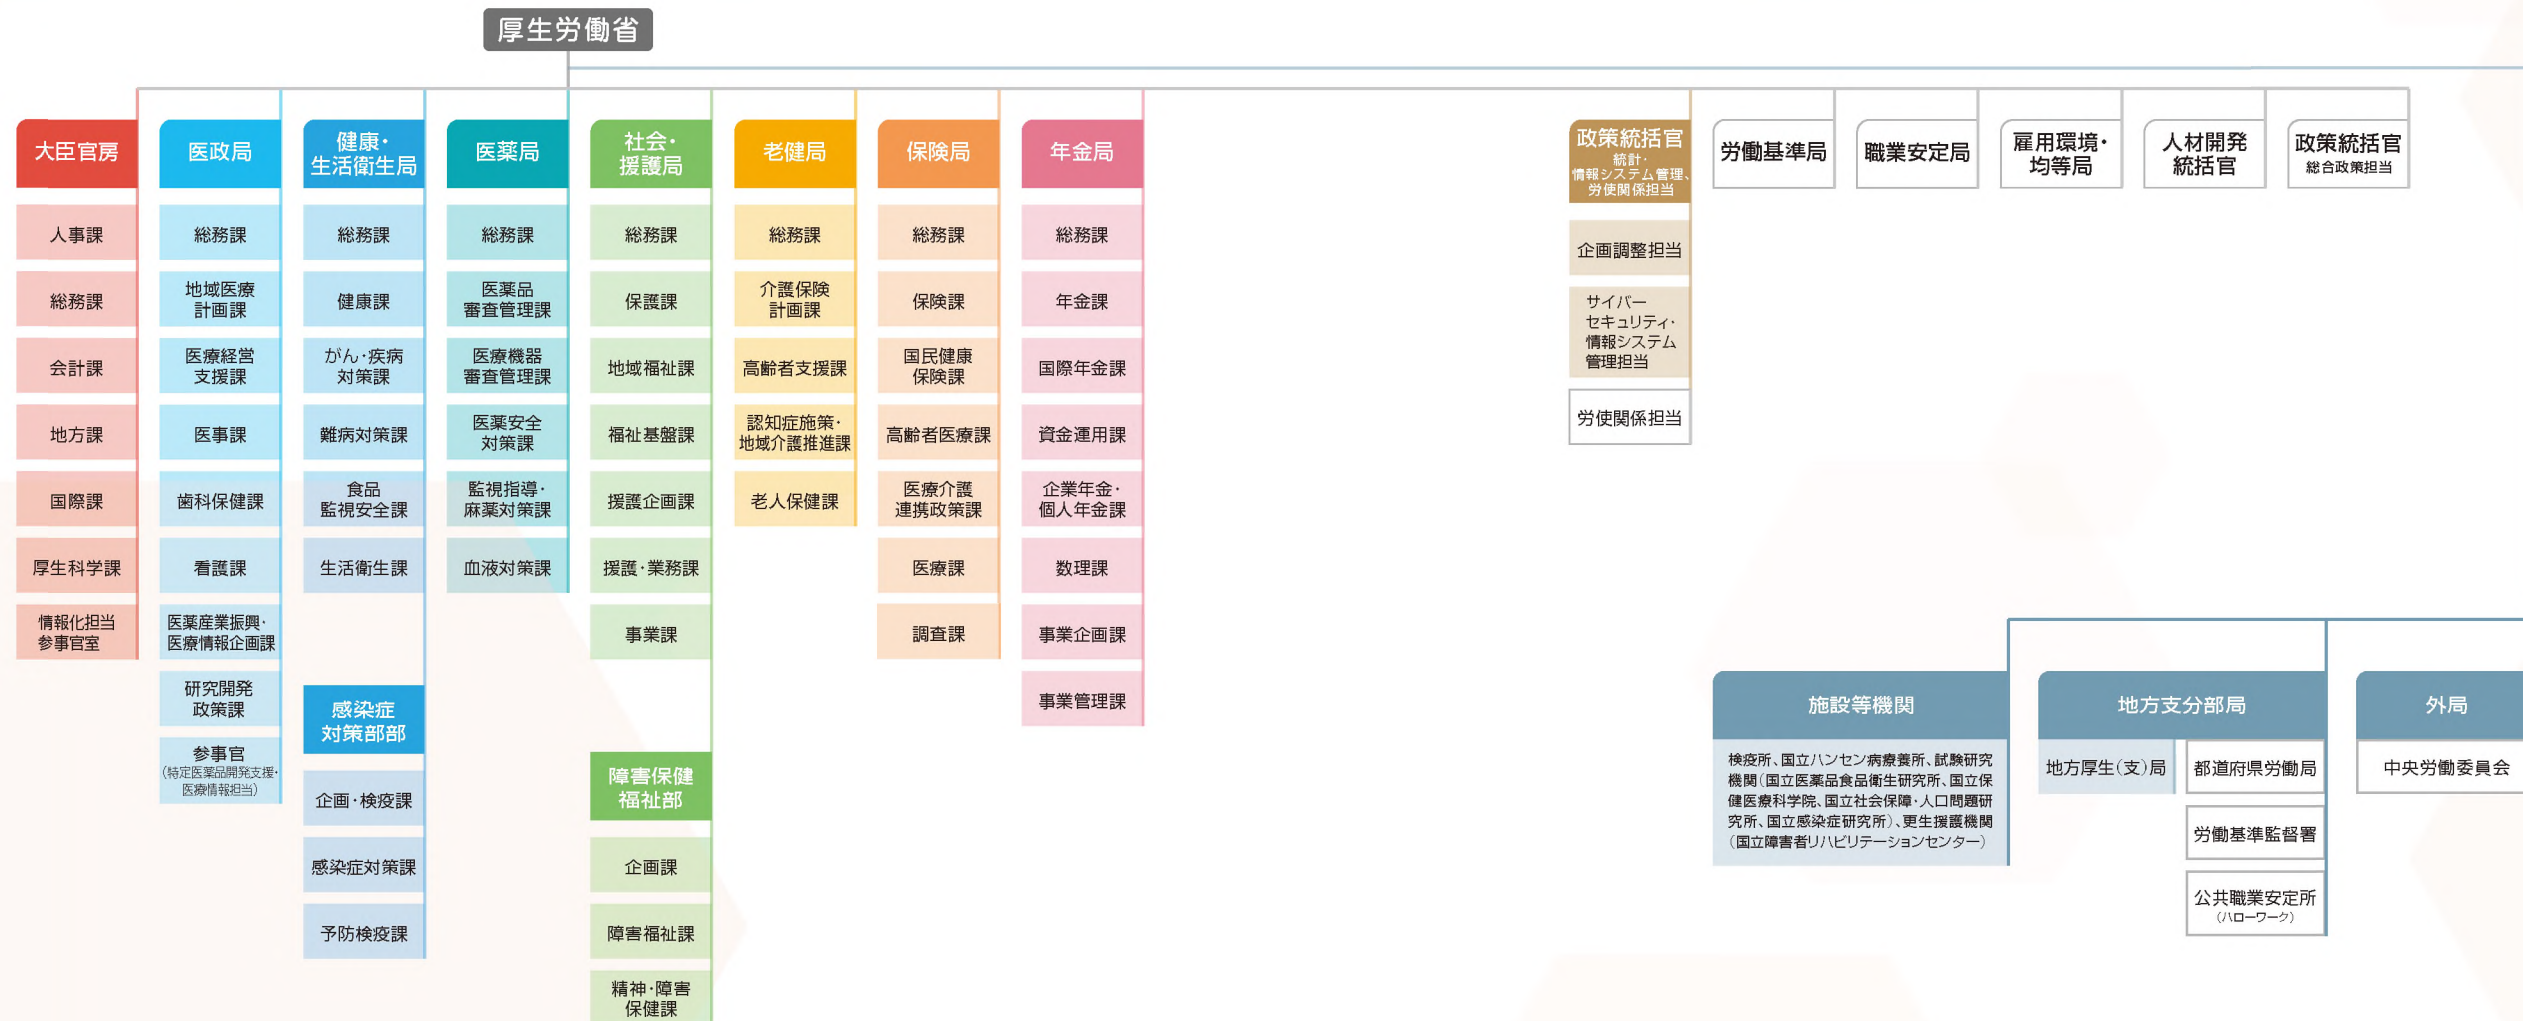 厚生労働省
大臣官房
人事課
総務課
会計課
地方課
国際課
厚生科学課
情報化担当
参事官室
医政局
総務課
地域医療
計画課
医療経営
支援課
医事課
歯科保健課
看護課
医薬産業振興・
医療情報企画課
研究開発
政策課
参事官
（特定医薬品開発支援・
医療情報担当）
健康・
生活衛生局
総務課
健康課
がん・疾病
対策課
難病対策課
食品
監視安全課
生活衛生課
感染症
対策部部
企画・検疫課
感染症対策課
予防検疫課
医薬局
総務課
医薬品
審査管理課
医療機器
審査管理課
医薬安全
対策課
監視指導・
麻薬対策課
血液対策課
社会・
援護局
総務課
保護課
地域福祉課
福祉基盤課
援護企画課
援護・業務課
事業課
障害保健
福祉部
企画課
障害福祉課
精神・障害
保健課
老健局
総務課
介護保険
計画課
高齢者支援課
認知症施策・
地域介護推進課
老人保健課
保険局
総務課
保険課
国民健康
保険課
高齢者医療課
医療介護
連携政策課
医療課
調査課
年金局
総務課
年金課
国際年金課
資金運用課
企業年金・
個人年金課
数理課
事業企画課
事業管理課
政策統括官
統計・
情報システム管理、
労使関係担当
企画調整担当
サイバー
セキュリティ・
情報システム
管理担当
労使関係担当
労働基準局
職業安定局
雇用環境・
均等局
人材開発
統括官
政策統括官
総合政策担当
施設等機関
検疫所、国立ハンセン病療養所、試験研究
機関（国立医薬品食品衛生研究所、国立保
健医療科学院、国立社会保障・人口問題研
究所、国立感染症研究所）、更生援護機関
（国立障害者リハビリテーションセンター）
地方支分部局
地方厚生（支）局
都道府県労働局
労働基準監督署
公共職業安定所
（ハローワーク）
外局
中央労働委員会